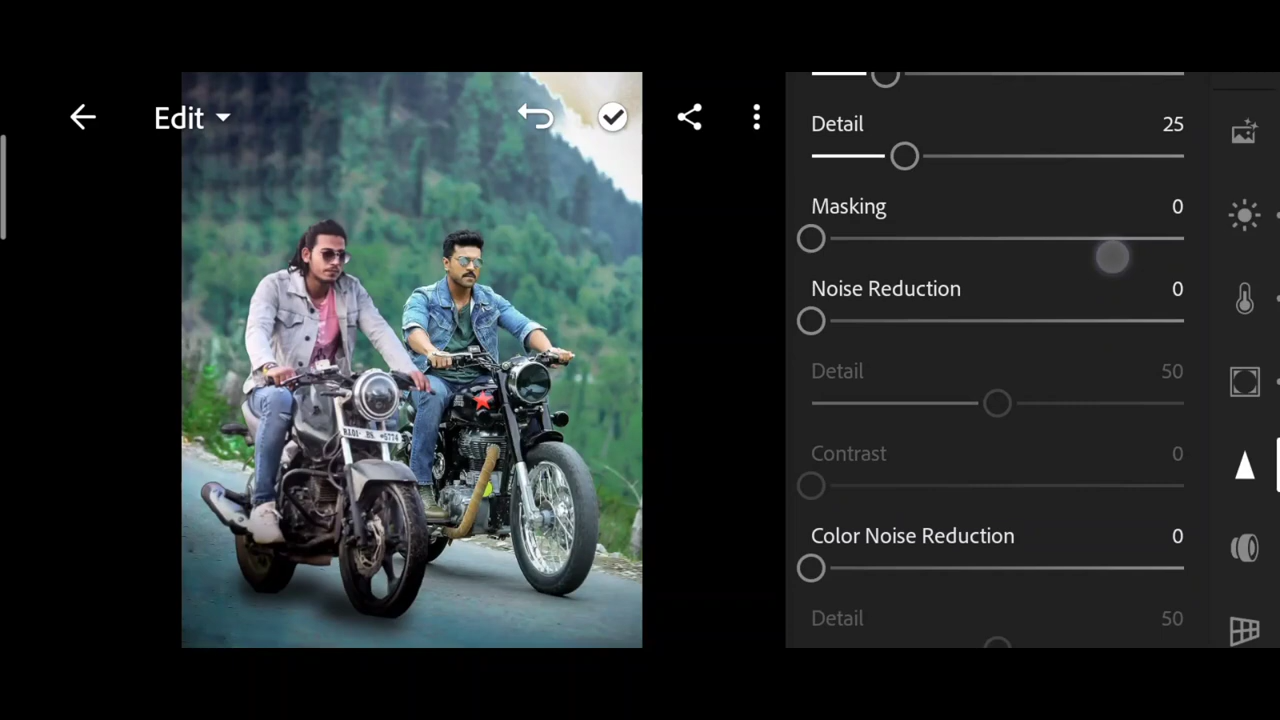 Edit
Detail 25
Masking 0
Noise Reduction 0
Detail 50
Contrast 0
Color Noise Reduction 0
Detail 50